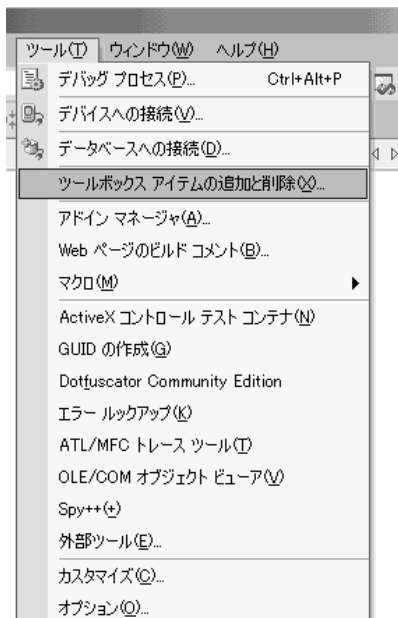 ツール(T) ウィンドウ(W) ヘルプ(H)
デバッグ プロセス(P)... Ctrl+Alt+P
デバイスへの接続(V)...
データベースへの接続(D)...
ツールボックス アイテムの追加と削除(X)...
アドイン マネージャ(A)...
Web ページのビルド コメント(B)...
マクロ(M)
ActiveX コントロール テスト コンテナ(N)
GUID の作成(G)
Dotfuscator Community Edition
エラー ルックアップ(K)
ATL/MFC トレース ツール(T)
OLE/COM オブジェクト ビューア(V)
Spy++(+)
外部ツール(E)...
カスタマイズ(C)...
オプション(O)...